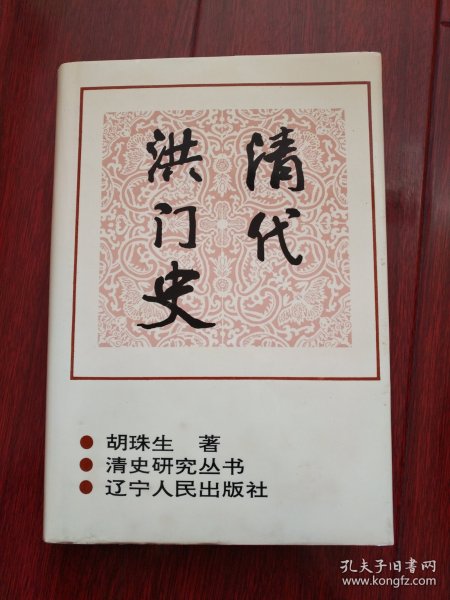 清代
洪门史
胡珠生 著
清史研究丛书
辽宁人民出版社
孔夫子旧书网
www.kongfz.com